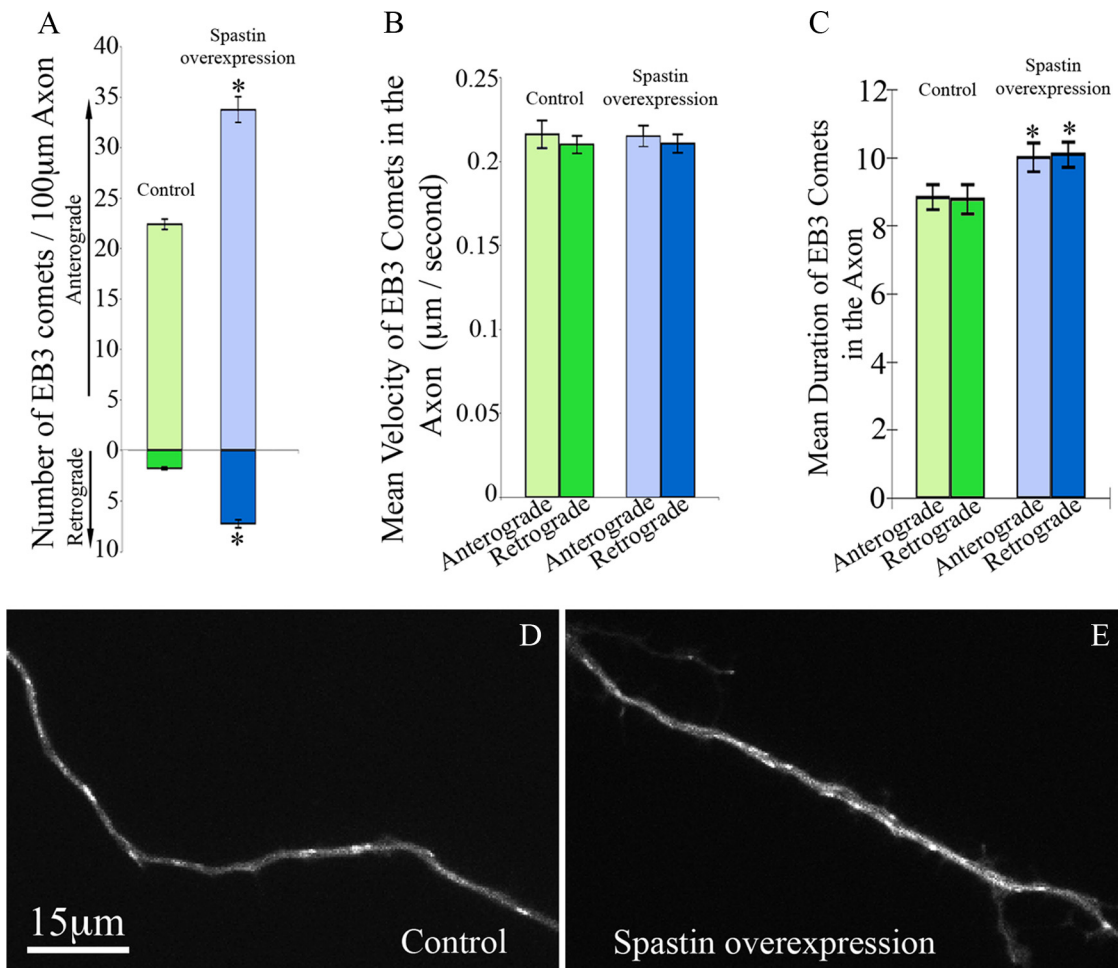 A
Number of EB3 comets / 100μm Axon
Anterograde
Retrograde
40
35
30
25
20
15
10
5
0
5
10
Control
Spastin
overexpression
*
*
B
Mean Velocity of EB3 Comets in the
Axon (μm / second)
0.25
0.2
0.15
0.1
0.05
0
Control
Spastin
overexpression
Anterograde
Retrograde
Anterograde
Retrograde
C
Mean Duration of EB3 Comets
in the Axon
12
10
8
6
4
2
0
Control
Spastin
overexpression
* *
Anterograde
Retrograde
Anterograde
Retrograde
D
15μm
Control
E
Spastin overexpression